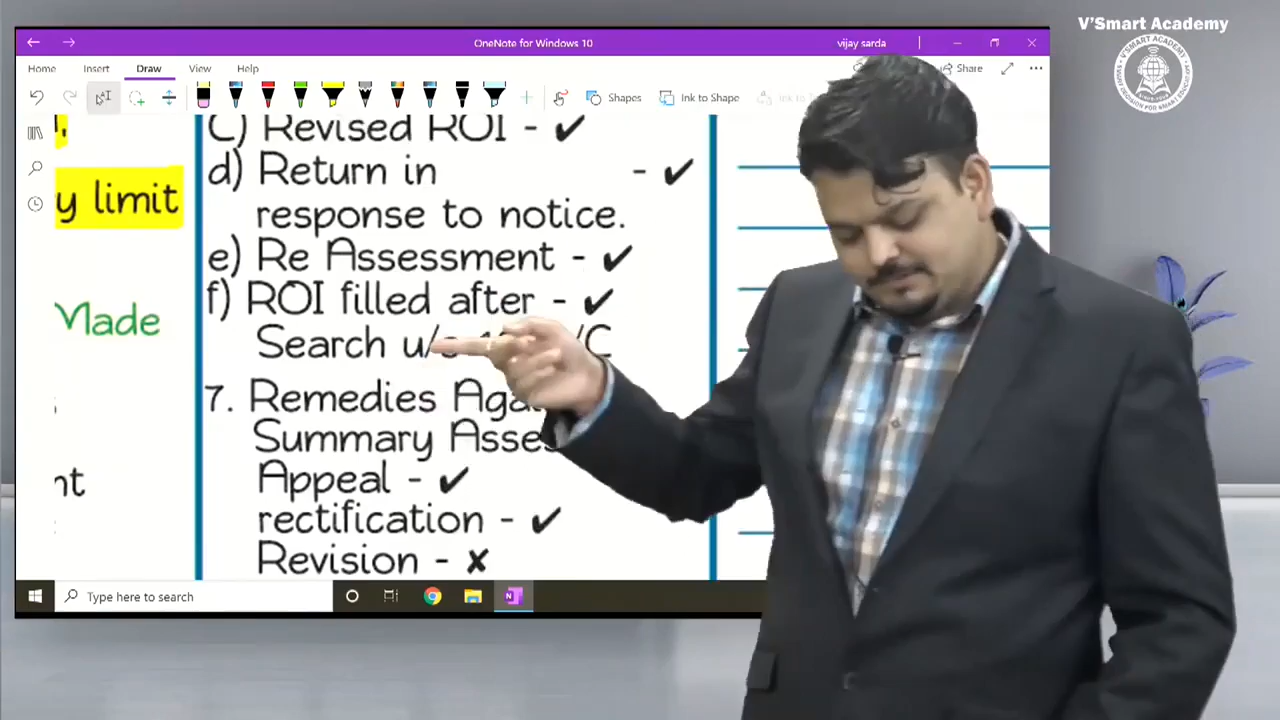 V'Smart Academy
OneNote for Windows 10
vijay sarda
Home Insert Draw View Help
Share
Shapes
Ink to Shape
Ink to
C) Revised ROI - ✔
d) Return in - ✔
response to notice.
e) Re Assessment - ✔
f) ROI filled after - ✔
Search u/s /C
7. Remedies
Summary
Appeal - ✔
rectification - ✔
Revision - ✘
y limit
Made
nt
Type here to search